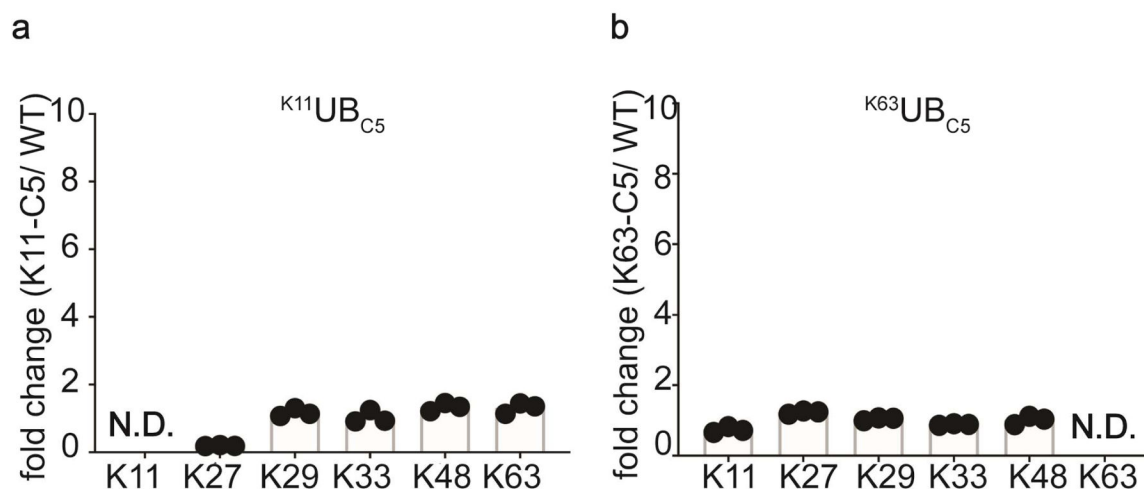 a
K11UBC5
fold change (K11-C5/ WT)
10
8
6
4
2
0
N.D.
K11 K27 K29 K33 K48 K63
b
K63UBC5
fold change (K63-C5/ WT)
10
8
6
4
2
0
N.D.
K11 K27 K29 K33 K48 K63